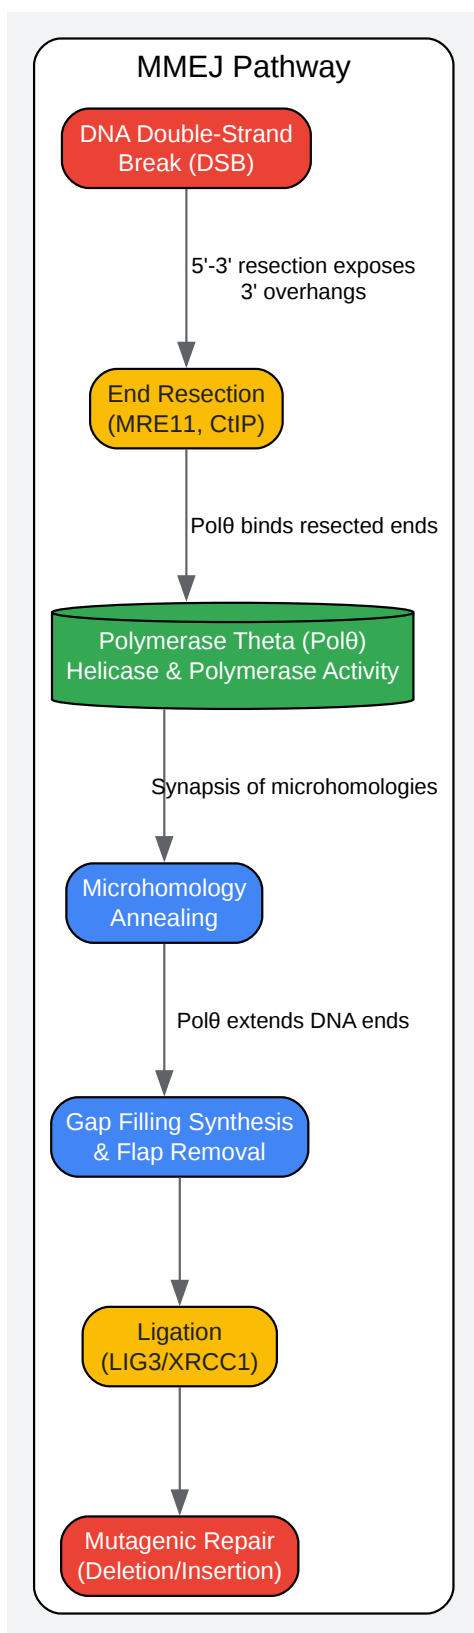 MMEJ Pathway
DNA Double-Strand
Break (DSB)
5'-3' resection exposes
3' overhangs
End Resection
(MRE11, CtIP)
Polθ binds resected ends
Polymerase Theta (Polθ)
Helicase & Polymerase Activity
Synapsis of microhomologies
Microhomology
Annealing
Polθ extends DNA ends
Gap Filling Synthesis
& Flap Removal
Ligation
(LIG3/XRCC1)
Mutagenic Repair
(Deletion/Insertion)